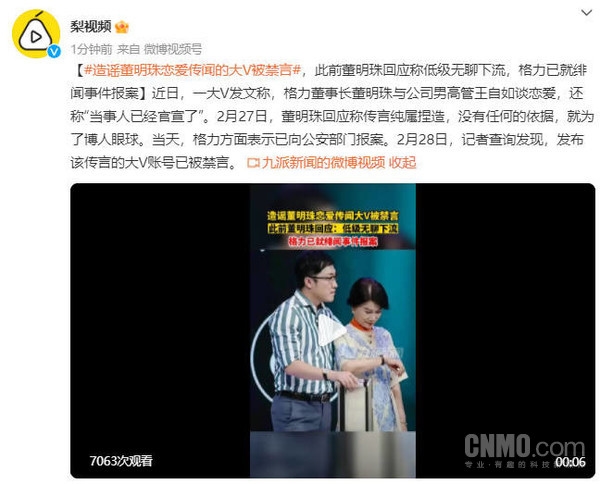 梨视频
1分钟前 来自 微博视频号
【#造谣董明珠恋爱传闻的大V被禁言#，此前董明珠回应称低级无聊下流，格力已就绯
闻事件报案】近日，一大V发文称，格力董事长董明珠与公司男高管王自如谈恋爱，还
称“当事人已经官宣了”。2月27日，董明珠回应称传言纯属捏造，没有任何的依据，就为
了博人眼球。当天，格力方面表示已向公安部门报案。2月28日，记者查询发现，发布
该传言的大V账号已被禁言。 九派新闻的微博视频 收起
造谣董明珠恋爱传闻大V被禁言
此前董明珠回应：低级无聊下流
格力已就绯闻事件报案
7063次观看
00:06
CNMO.com
专业·有趣的科技